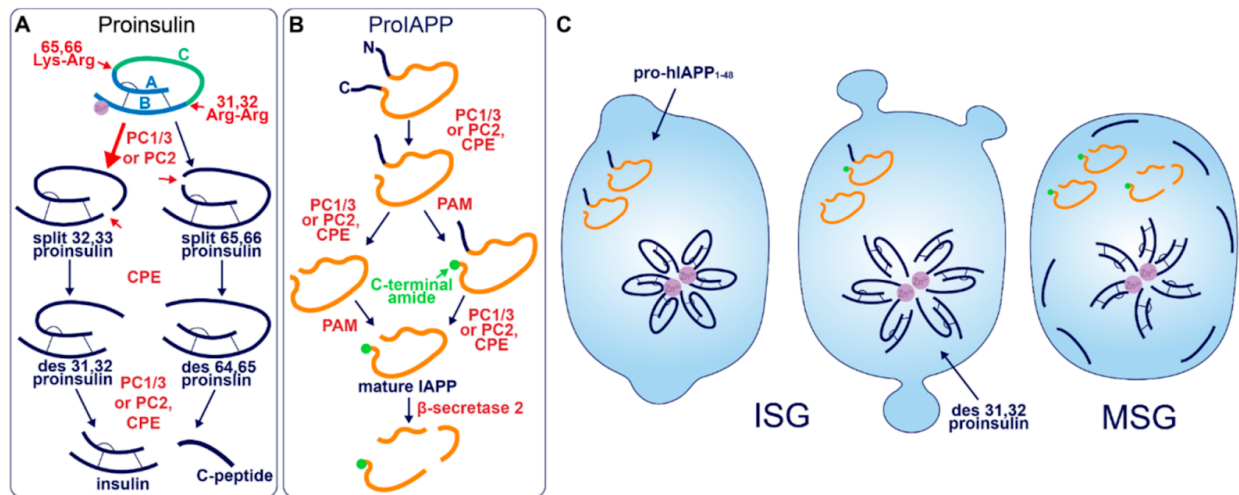 A
Proinsulin
65,66
Lys-Arg
C
A
B
31,32
Arg-Arg
PC1/3
or PC2
split 32,33
proinsulin
split 65,66
proinsulin
CPE
des 31,32
proinsulin
des 64,65
proinslin
PC1/3
or PC2,
CPE
insulin
C-peptide
B
ProIAPP
N
C
PC1/3
or PC2,
CPE
PC1/3
or PC2,
CPE
PAM
C-terminal
amide
PAM
PC1/3
or PC2,
CPE
mature IAPP
β-secretase 2
C
pro-hIAPP₁₋₄₈
des 31,32
proinsulin
ISG
MSG